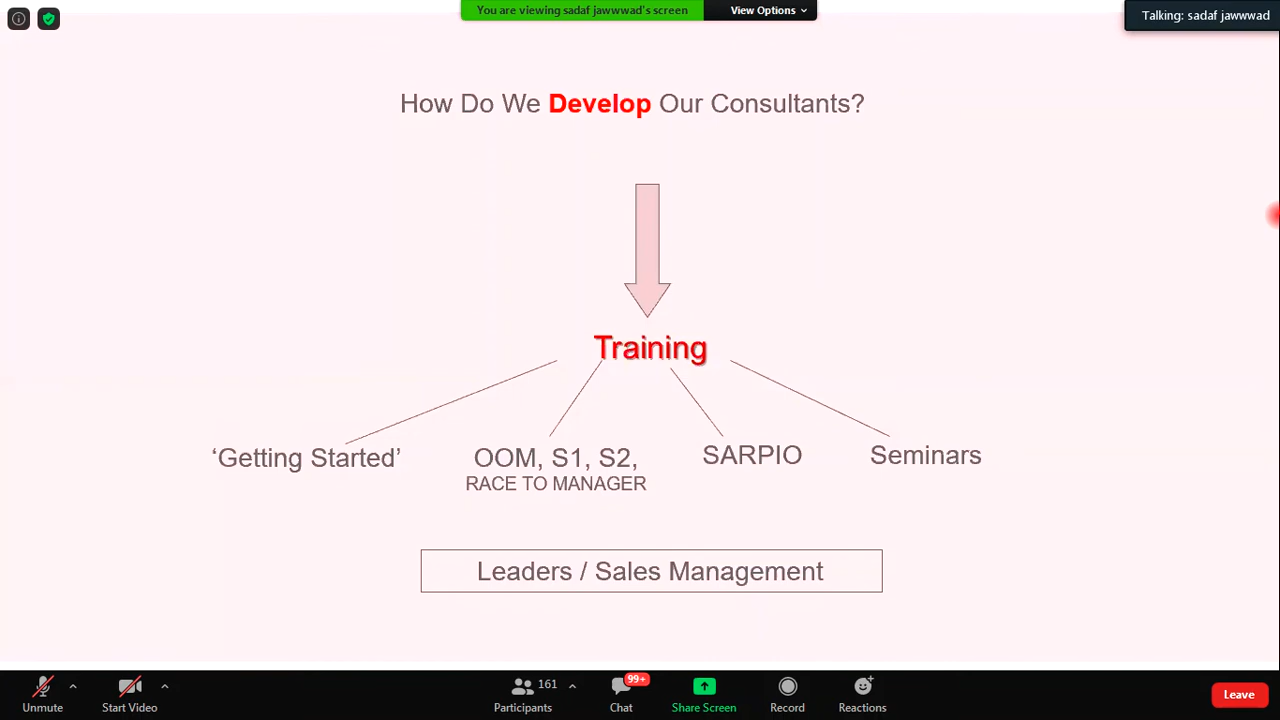 You are viewing sadaf jawwwad's screen
View Options
Talking: sadaf jawwwad
How Do We Develop Our Consultants?
Training
‘Getting Started’
OOM, S1, S2,
RACE TO MANAGER
SARPIO
Seminars
Leaders / Sales Management
Unmute
Start Video
161
Participants
99+
Chat
Share Screen
Record
Reactions
Leave